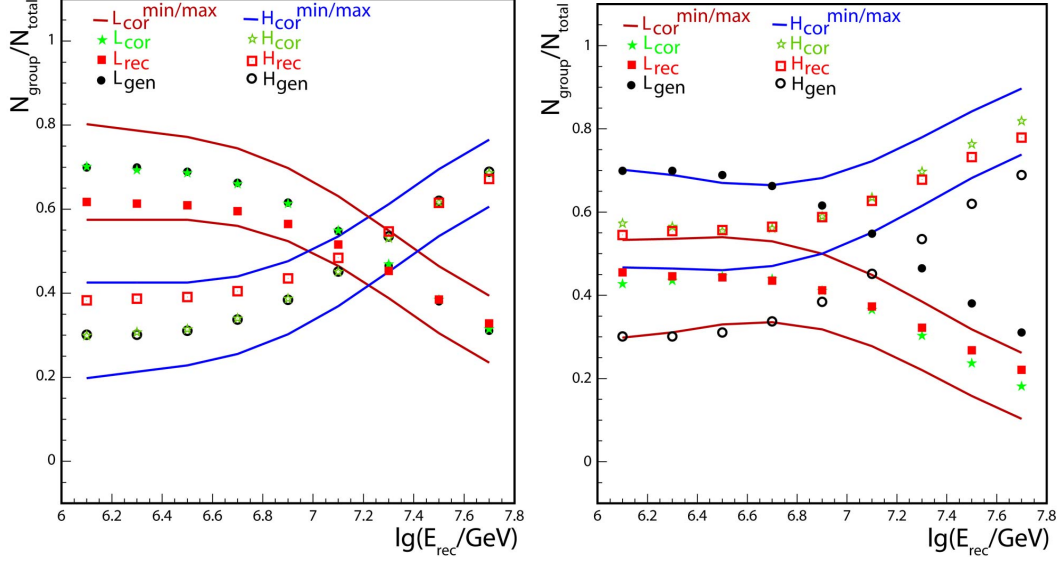 L_cor^min/max H_cor^min/max
L_cor H_cor
L_rec H_rec
L_gen H_gen
N_group/N_total
1
0.8
0.6
0.4
0.2
0
6 6.2 6.4 6.6 6.8 7 7.2 7.4 7.6 7.8
lg(E_rec/GeV)
L_cor^min/max H_cor^min/max
L_cor H_cor
L_rec H_rec
L_gen H_gen
N_group/N_total
1
0.8
0.6
0.4
0.2
0
6 6.2 6.4 6.6 6.8 7 7.2 7.4 7.6 7.8
lg(E_rec/GeV)